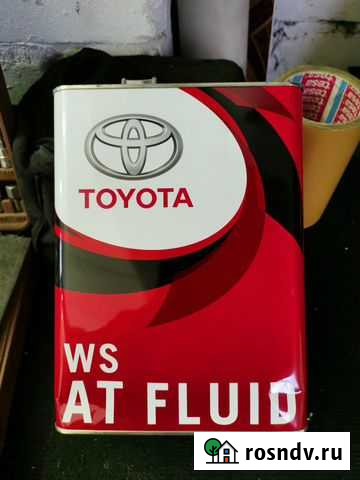 TOYOTA
WS
AT FLUID
rosndv.ru